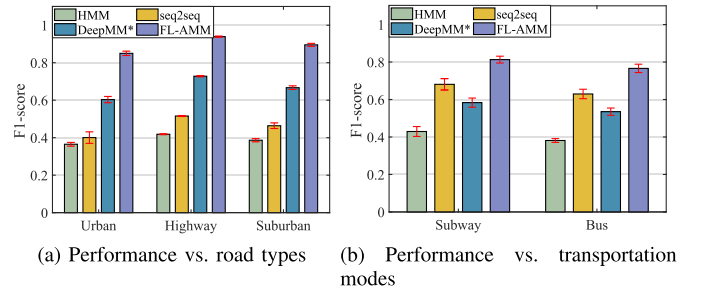 HMM seq2seq
DeepMM* FL-AMM
F1-score
1
0.8
0.6
0.4
0.2
0
Urban Highway Suburban
(a) Performance vs. road types
HMM seq2seq
DeepMM* FL-AMM
F1-score
1
0.8
0.6
0.4
0.2
0
Subway Bus
(b) Performance vs. transportation
modes